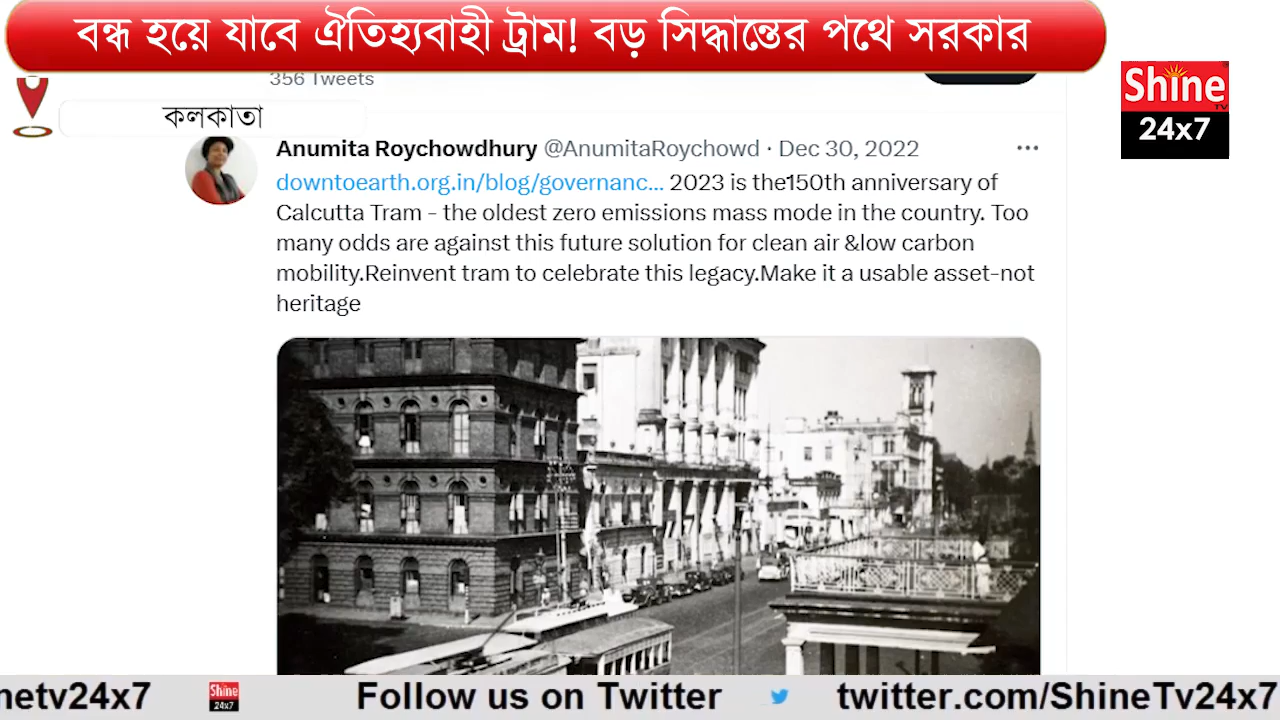 বন্ধ হয়ে যাবে ঐতিহ্যবাহী ট্রাম! বড় সিদ্ধান্তের পথে সরকার
356 Tweets
Shine
TV
24x7
কলকাতা
Anumita Roychowdhury @AnumitaRoychowd · Dec 30, 2022
downtoearth.org.in/blog/governanc... 2023 is the150th anniversary of
Calcutta Tram - the oldest zero emissions mass mode in the country. Too
many odds are against this future solution for clean air &low carbon
mobility.Reinvent tram to celebrate this legacy.Make it a usable asset-not
heritage
netv24x7 Shine 24x7 Follow us on Twitter twitter.com/ShineTv24x7